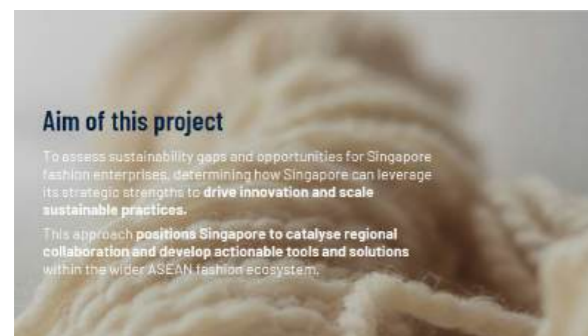 Aim of this project
To assess sustainability gaps and opportunities for Singapore
fashion enterprises, determining how Singapore can leverage
its strategic strengths to drive innovation and scale
sustainable practices.
This approach positions Singapore to catalyse regional
collaboration and develop actionable tools and solutions
within the wider ASEAN fashion ecosystem.